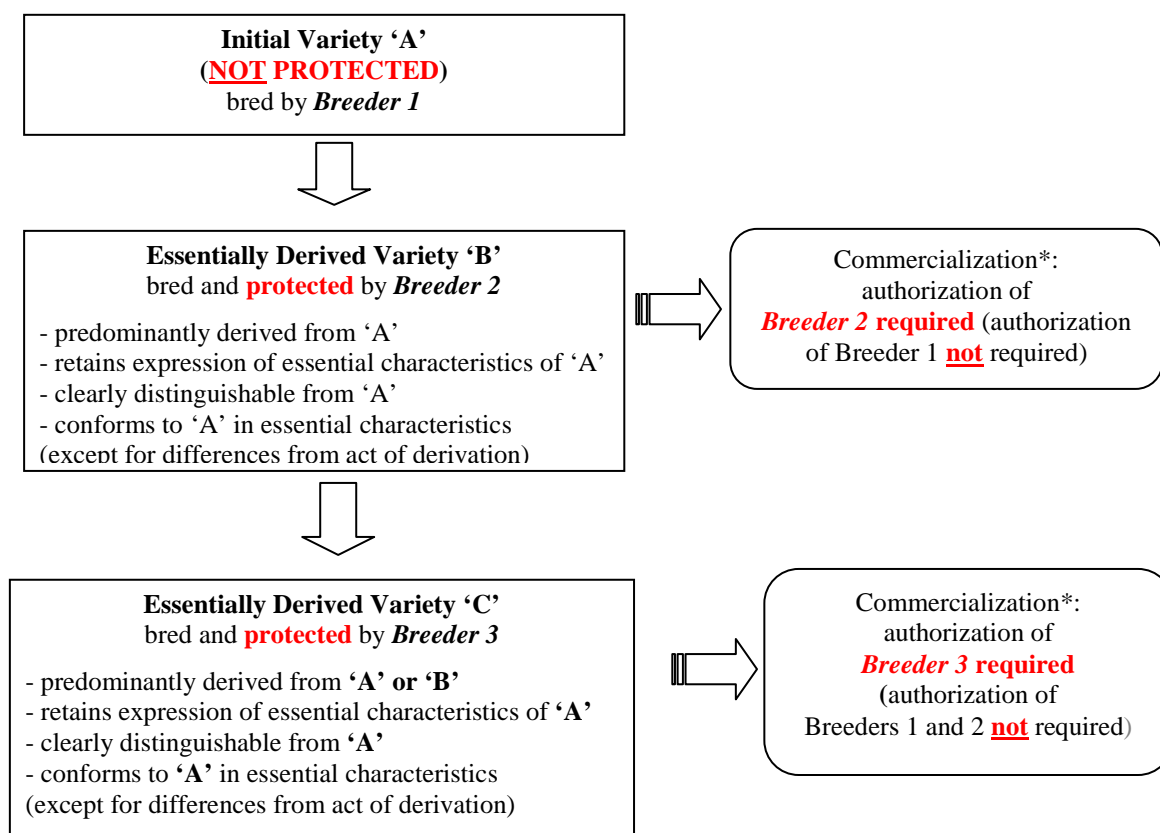 Initial Variety ‘A’
(NOT PROTECTED)
bred by Breeder 1
Essentially Derived Variety ‘B’
bred and protected by Breeder 2
- predominantly derived from ‘A’
- retains expression of essential characteristics of ‘A’
- clearly distinguishable from ‘A’
- conforms to ‘A’ in essential characteristics
(except for differences from act of derivation)
Commercialization*:
authorization of
Breeder 2 required (authorization
of Breeder 1 not required)
Essentially Derived Variety ‘C’
bred and protected by Breeder 3
- predominantly derived from ‘A’ or ‘B’
- retains expression of essential characteristics of ‘A’
- clearly distinguishable from ‘A’
- conforms to ‘A’ in essential characteristics
(except for differences from act of derivation)
Commercialization*:
authorization of
Breeder 3 required
(authorization of
Breeders 1 and 2 not required)